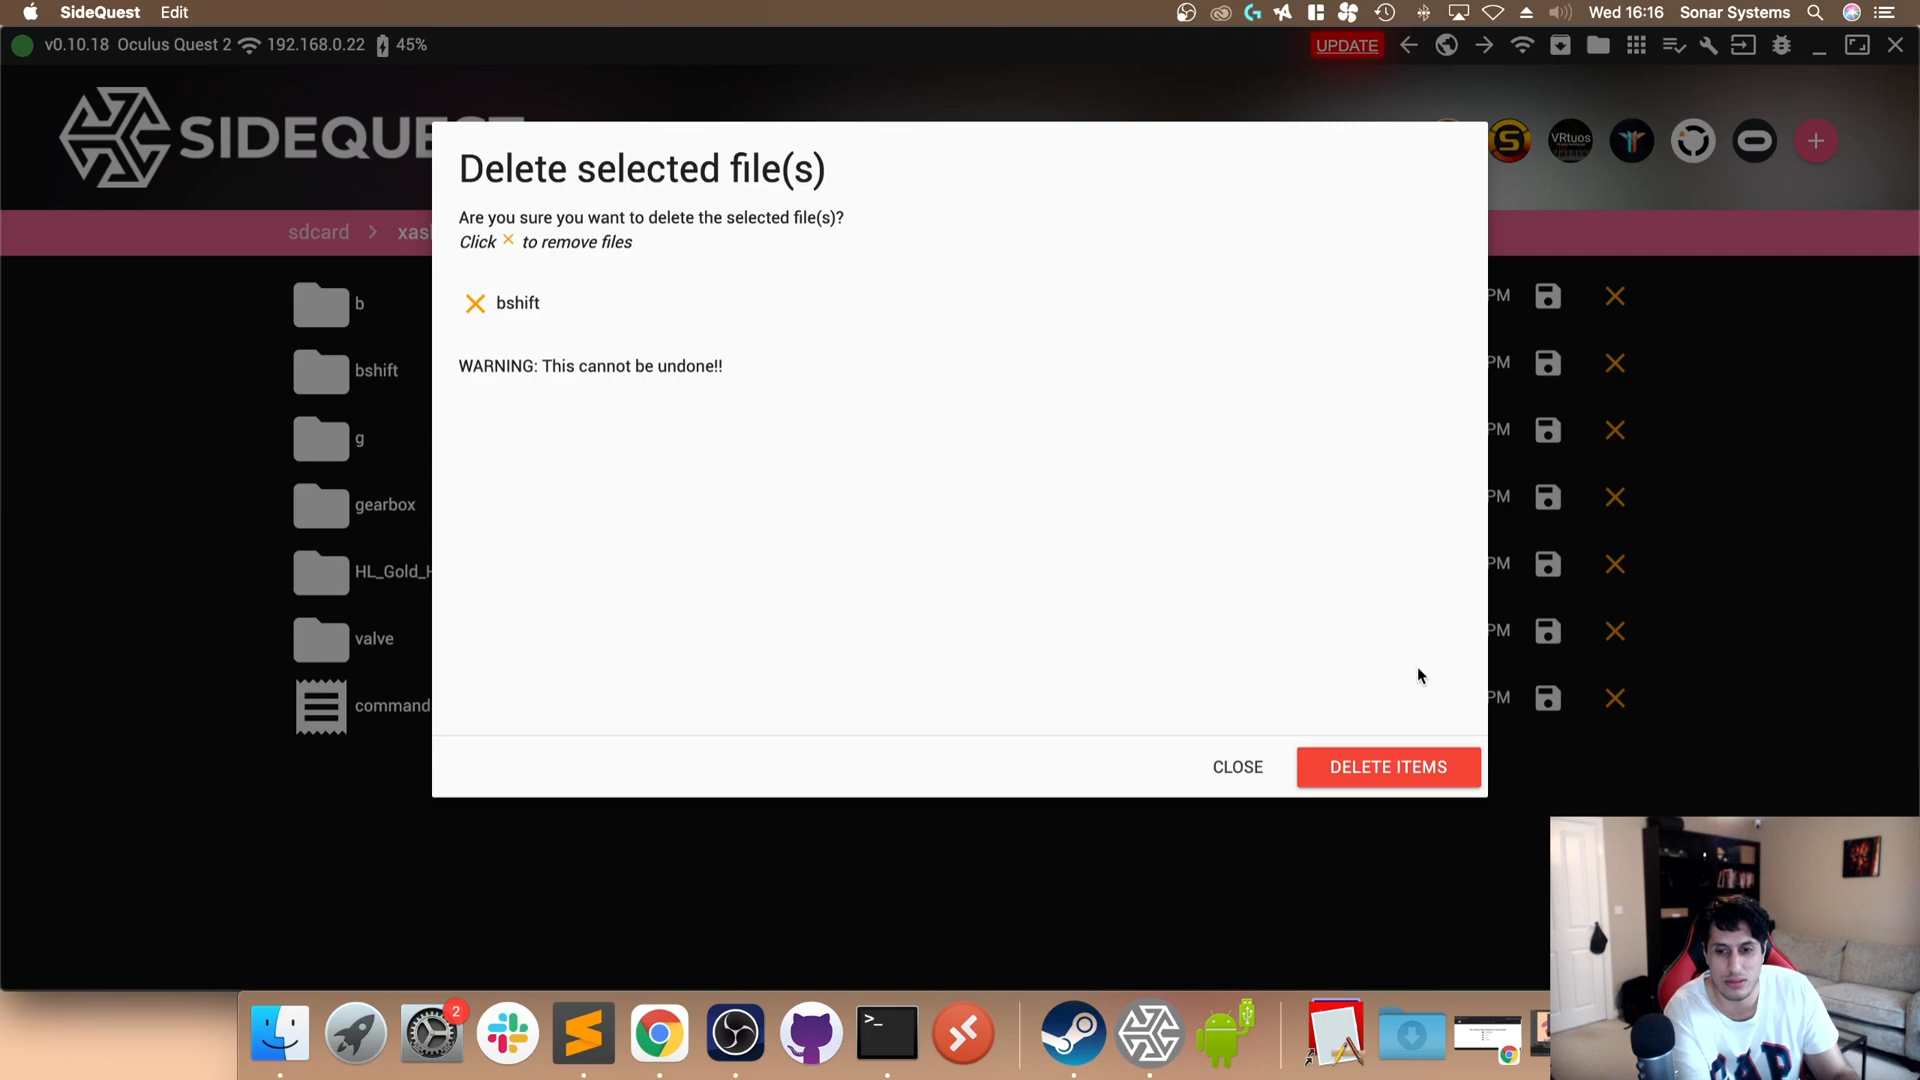 SideQuest Edit
Wed 16:16 Sonar Systems
v0.10.18 Oculus Quest 2 192.168.0.22 45%
UPDATE
SIDEQUEST
VRtuos
Delete selected file(s)
Are you sure you want to delete the selected file(s)?
Click × to remove files
sdcard > xas
b PM
bshift
bshift PM
WARNING: This cannot be undone!!
g PM
gearbox PM
HL_Gold_H PM
valve PM
command PM
CLOSE DELETE ITEMS
2
>_
GAP